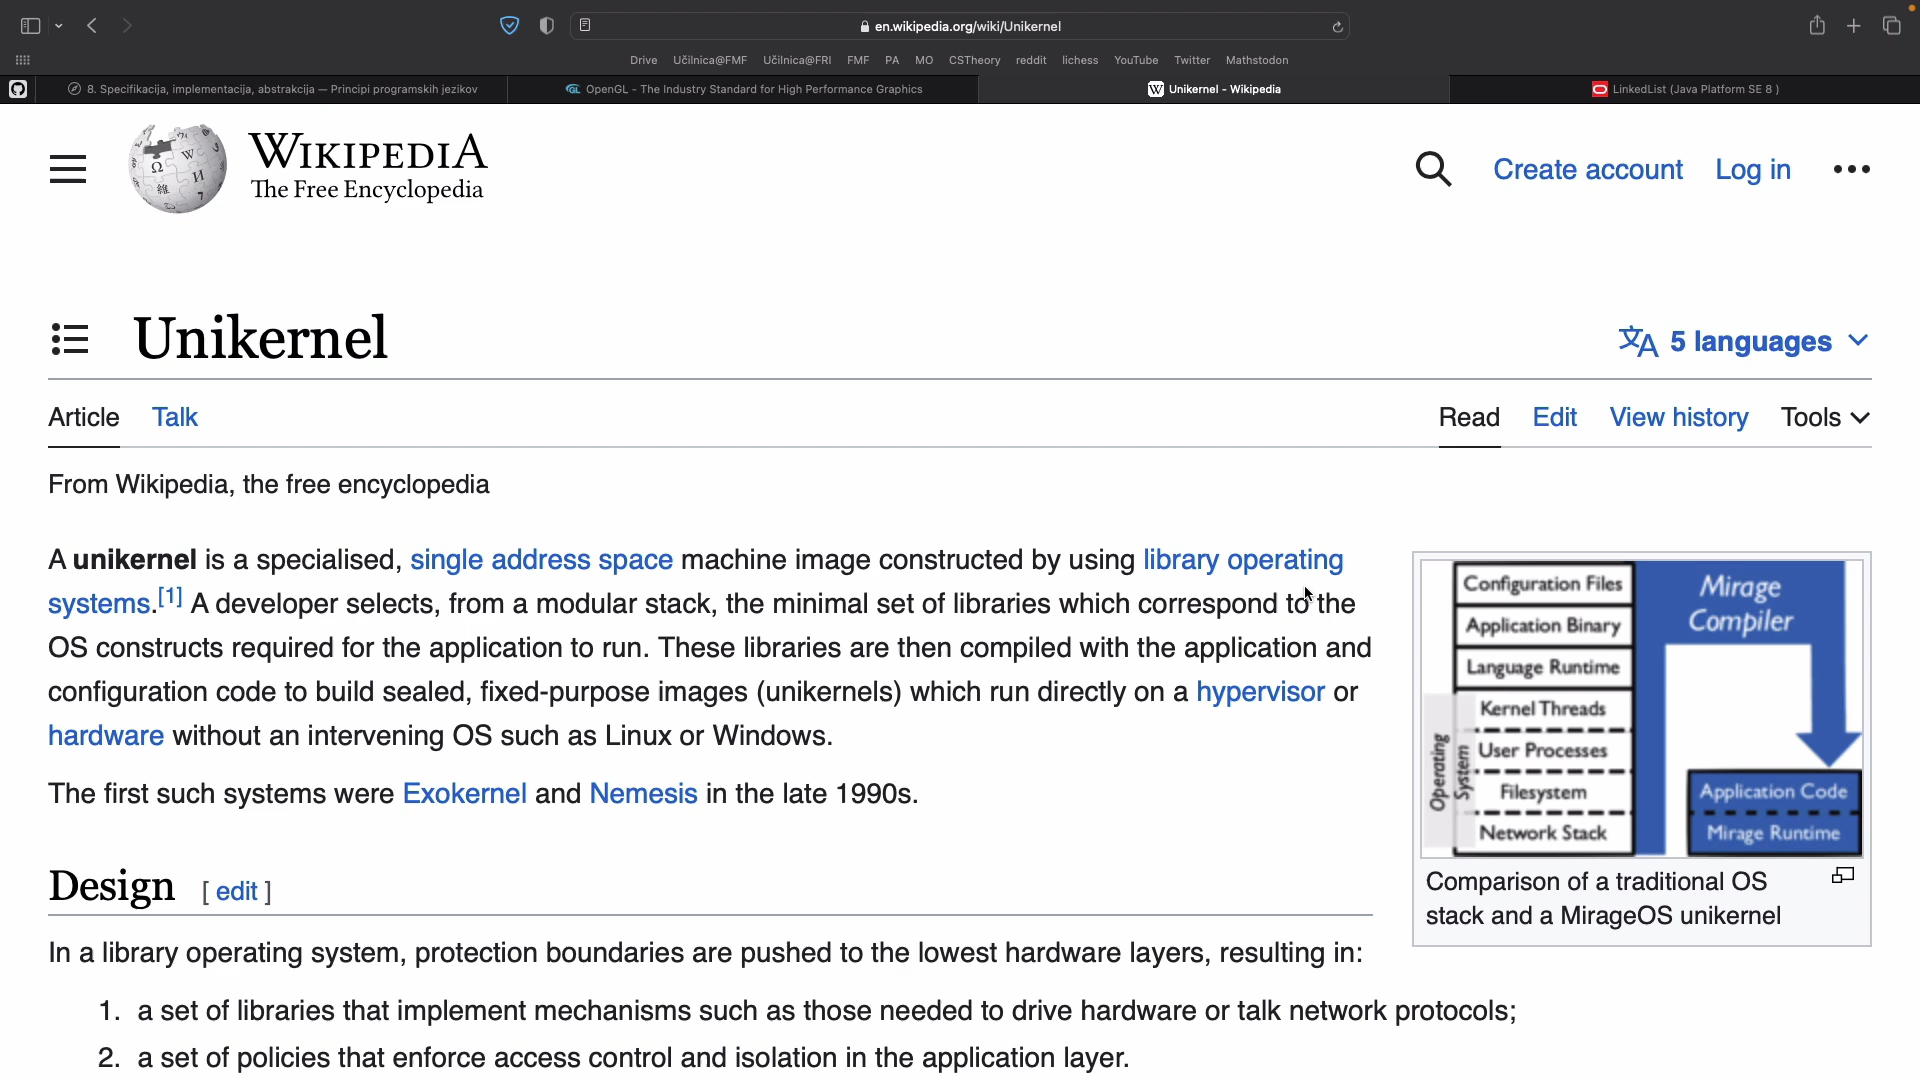 en.wikipedia.org/wiki/Unikernel
Drive Učilnica@FMF Učilnica@FRI FMF PA MO CSTheory reddit lichess YouTube Twitter Mathstodon
8. Specifikacija, implementacija, abstrakcija — Principi programskih jezikov
OpenGL - The Industry Standard for High Performance Graphics
Unikernel - Wikipedia
LinkedList (Java Platform SE 8 )
WIKIPEDIA
The Free Encyclopedia
Create account Log in
Unikernel
5 languages
Article Talk
Read Edit View history Tools
From Wikipedia, the free encyclopedia
A unikernel is a specialised, single address space machine image constructed by using library operating
systems.[1] A developer selects, from a modular stack, the minimal set of libraries which correspond to the
OS constructs required for the application to run. These libraries are then compiled with the application and
configuration code to build sealed, fixed-purpose images (unikernels) which run directly on a hypervisor or
hardware without an intervening OS such as Linux or Windows.
The first such systems were Exokernel and Nemesis in the late 1990s.
Configuration Files
Application Binary
Language Runtime
Kernel Threads
User Processes
Filesystem
Network Stack
Operating
System
Mirage
Compiler
Application Code
Mirage Runtime
Comparison of a traditional OS
stack and a MirageOS unikernel
Design [ edit ]
In a library operating system, protection boundaries are pushed to the lowest hardware layers, resulting in:
1. a set of libraries that implement mechanisms such as those needed to drive hardware or talk network protocols;
2. a set of policies that enforce access control and isolation in the application layer.